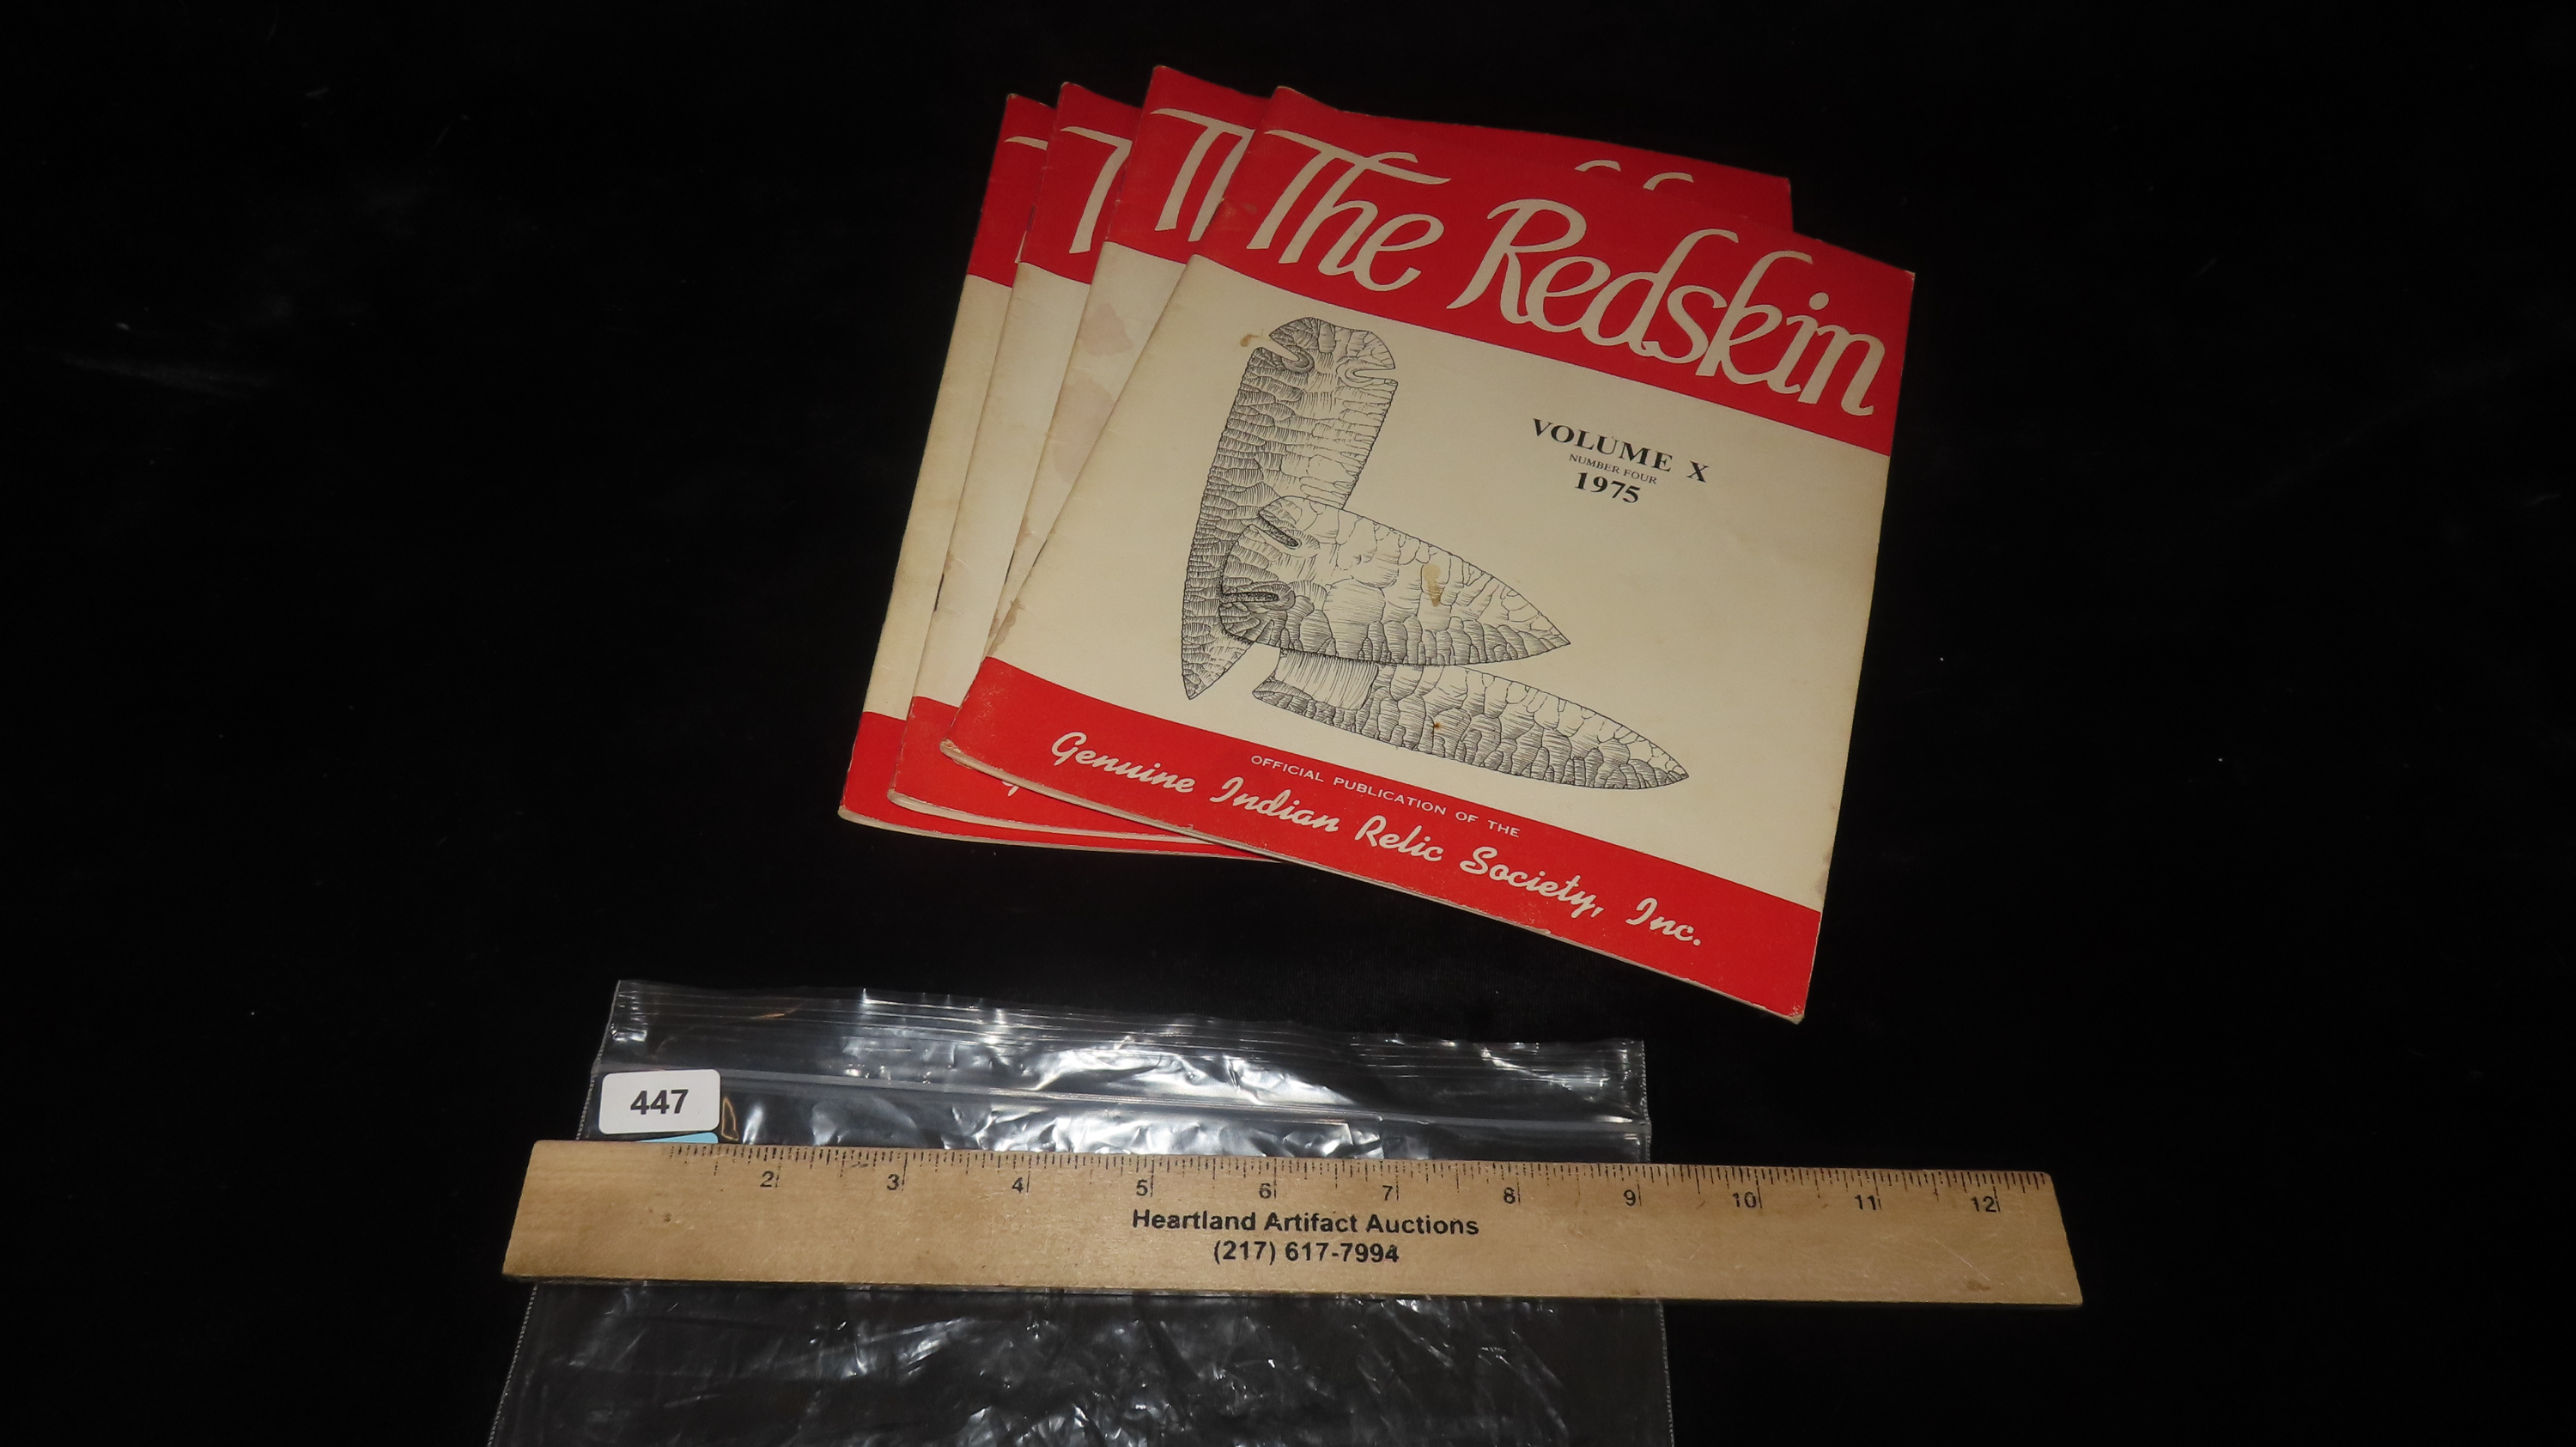 The Redskin
VOLUME X
NUMBER FOUR
1975
OFFICIAL PUBLICATION OF THE
Genuine Indian Relic Society, Inc.
447
2 3 4 5 6 7 8 9 10 11 12
Heartland Artifact Auctions
(217) 617-7994